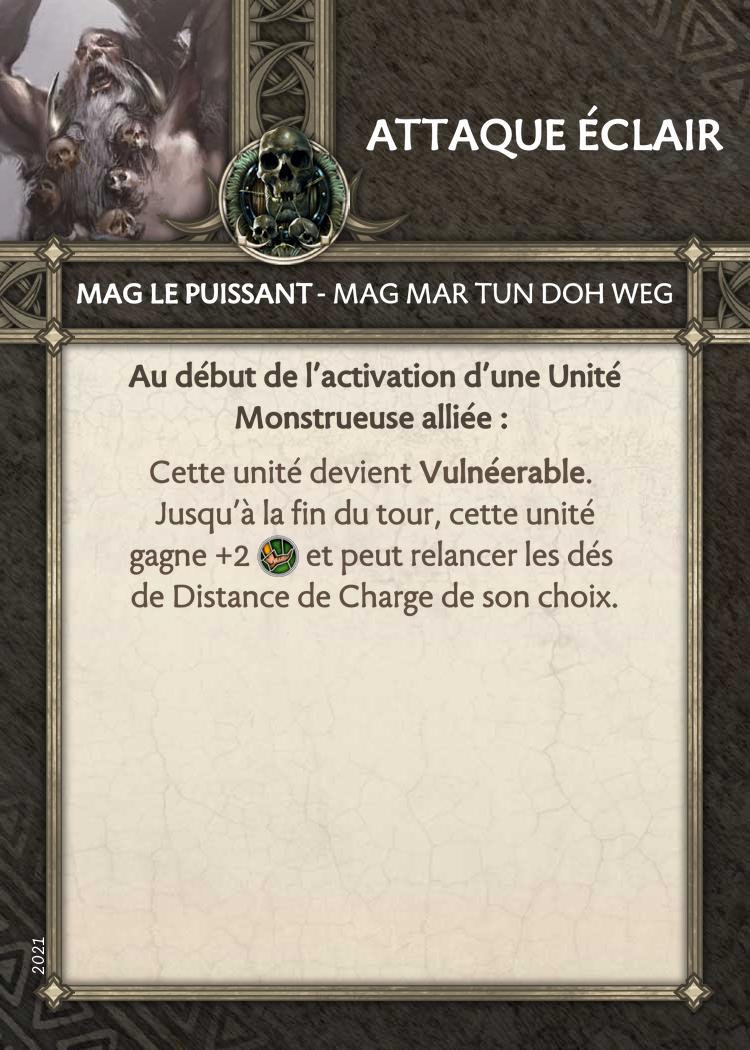 ATTAQUE ÉCLAIR
MAG LE PUISSANT - MAG MAR TUN DOH WEG
Au début de l'activation d'une Unité
Monstrueuse alliée :
Cette unité devient Vulnéerable.
Jusqu'à la fin du tour, cette unité
gagne +2 et peut relancer les dés
de Distance de Charge de son choix.
2021